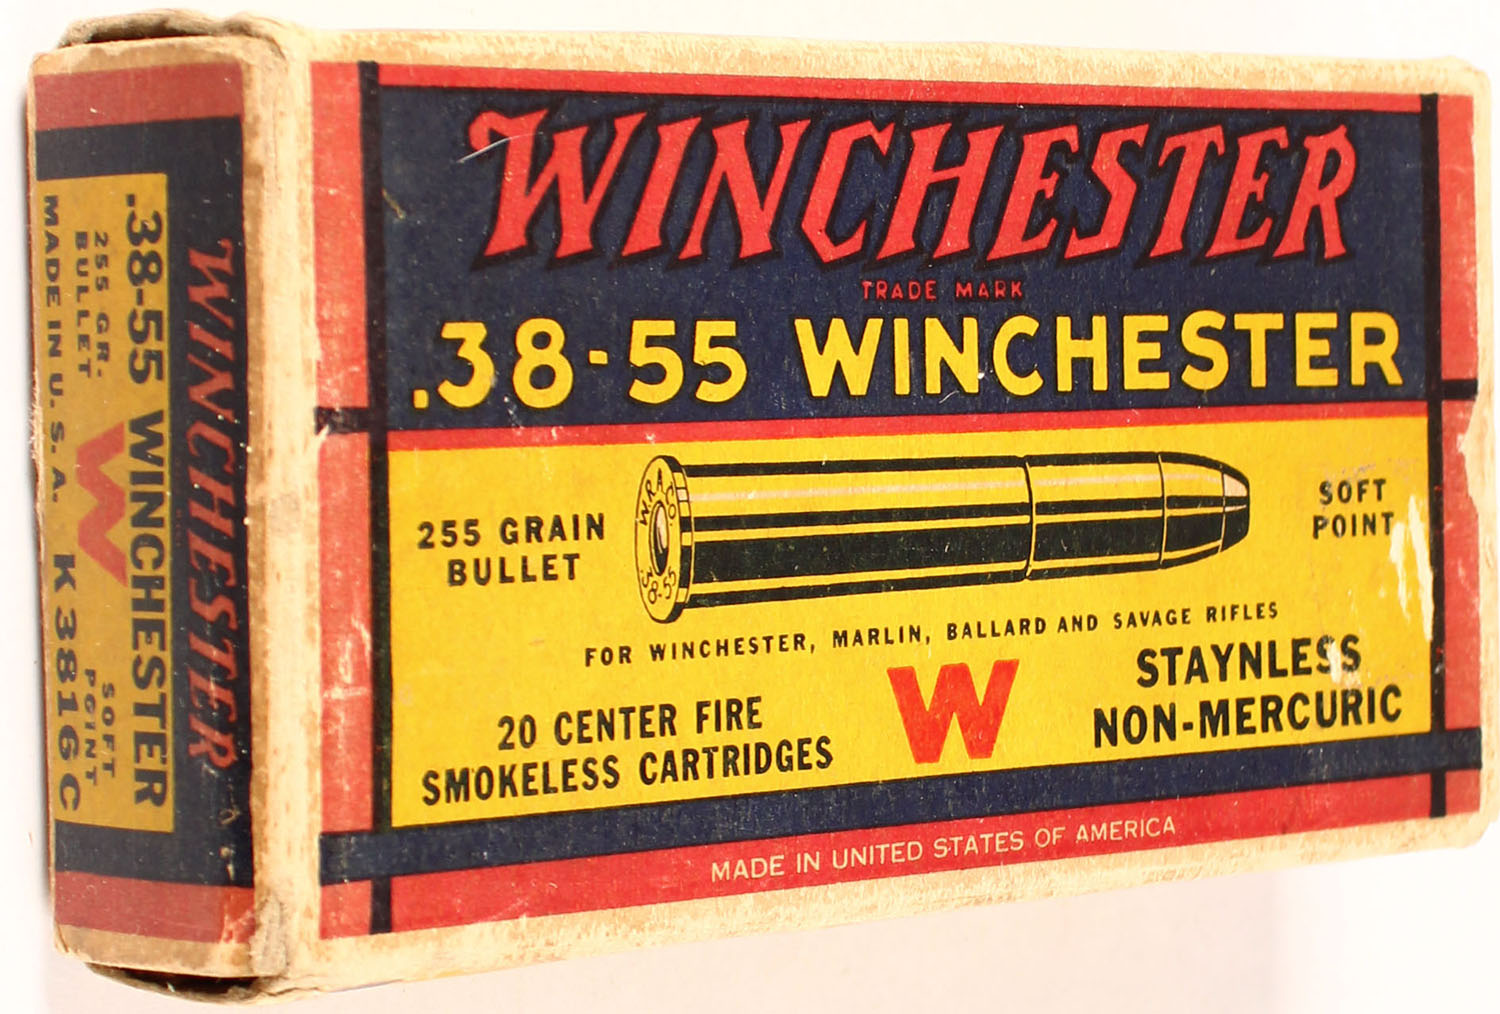 WINCHESTER
TRADE MARK
.38-55 WINCHESTER
255 GRAIN
BULLET
W.R.A.CO.
38-55
SOFT
POINT
FOR WINCHESTER, MARLIN, BALLARD AND SAVAGE RIFLES
20 CENTER FIRE
SMOKELESS CARTRIDGES
W
STAYNLESS
NON-MERCURIC
MADE IN UNITED STATES OF AMERICA
WINCHESTER
.38-55 WINCHESTER
255 GR.
BULLET
W
SOFT
POINT
MADE IN U.S.A. K3816C